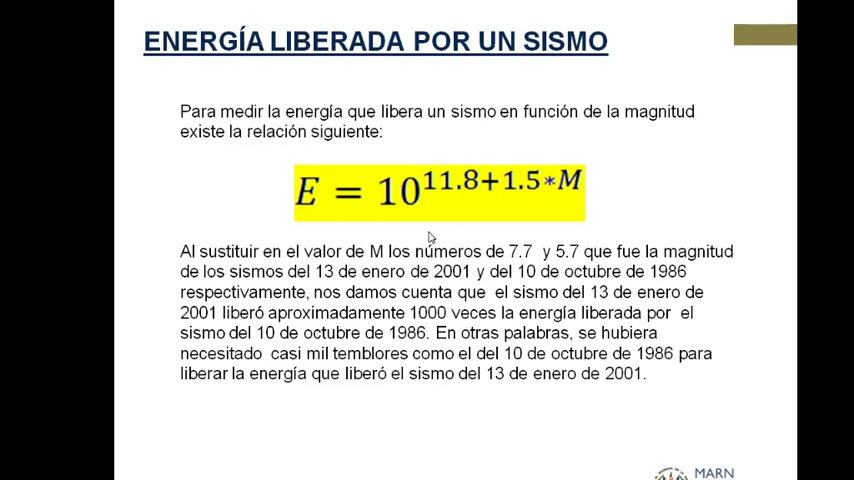 ENERGÍA LIBERADA POR UN SISMO
Para medir la energía que libera un sismo en función de la magnitud
existe la relación siguiente:
E = 10^{11.8+1.5*M}
Al sustituir en el valor de M los números de 7.7 y 5.7 que fue la magnitud
de los sismos del 13 de enero de 2001 y del 10 de octubre de 1986
respectivamente, nos damos cuenta que el sismo del 13 de enero de
2001 liberó aproximadamente 1000 veces la energía liberada por el
sismo del 10 de octubre de 1986. En otras palabras, se hubiera
necesitado casi mil temblores como el del 10 de octubre de 1986 para
liberar la energía que liberó el sismo del 13 de enero de 2001.
MARN